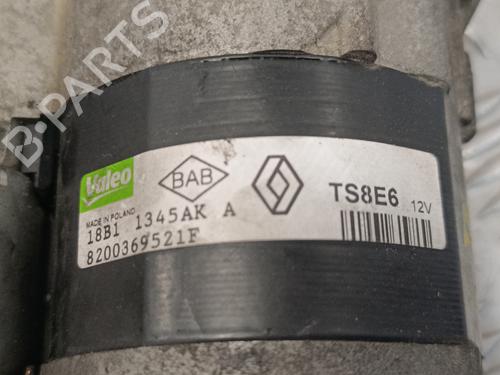 B-PARTS
Valeo
BAB
MADE IN POLAND
TS8E6 12V
18B1 1345AK A
8200369521F